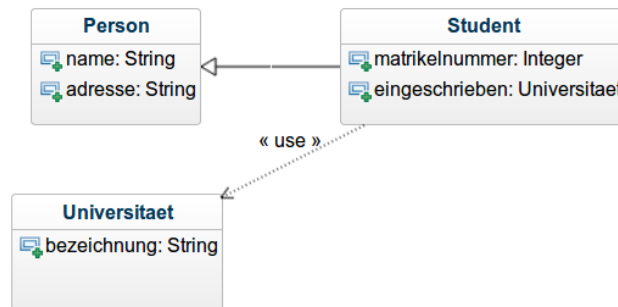 Person
name: String
adresse: String
Student
matrikelnummer: Integer
eingeschrieben: Universitaet
« use »
Universitaet
bezeichnung: String